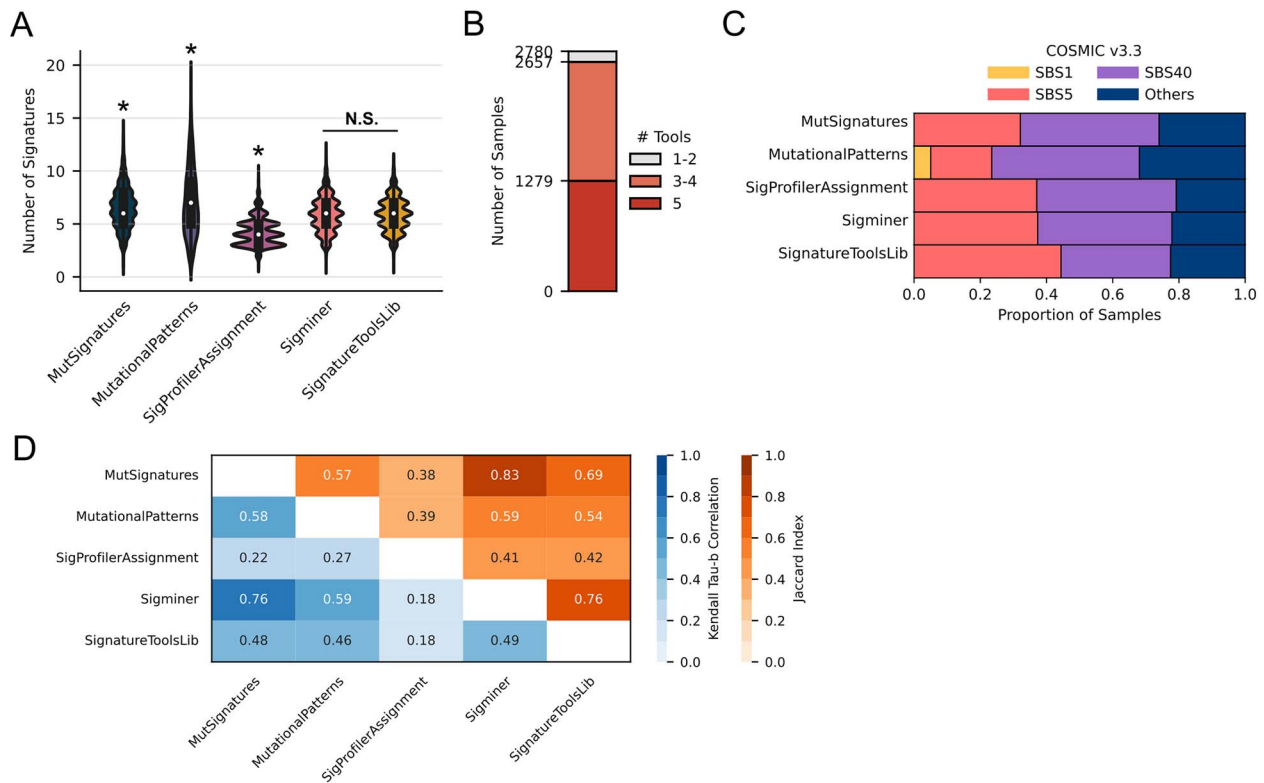 A
*
*
*
N.S.
20
15
10
5
0
Number of Signatures
MutSignatures
MutationalPatterns
SigProfilerAssignment
Sigminer
SignatureToolsLib
B
2780
2657
1279
0
Number of Samples
# Tools
1-2
3-4
5
C
COSMIC v3.3
SBS1 SBS40
SBS5 Others
MutSignatures
MutationalPatterns
SigProfilerAssignment
Sigminer
SignatureToolsLib
0.0 0.2 0.4 0.6 0.8 1.0
Proportion of Samples
D
MutSignatures 0.57 0.38 0.83 0.69
MutationalPatterns 0.58 0.39 0.59 0.54
SigProfilerAssignment 0.22 0.27 0.41 0.42
Sigminer 0.76 0.59 0.18 0.76
SignatureToolsLib 0.48 0.46 0.18 0.49
MutSignatures
MutationalPatterns
SigProfilerAssignment
Sigminer
SignatureToolsLib
1.0
0.8
0.6
0.4
0.2
0.0
Kendall Tau-b Correlation
1.0
0.8
0.6
0.4
0.2
0.0
Jaccard Index